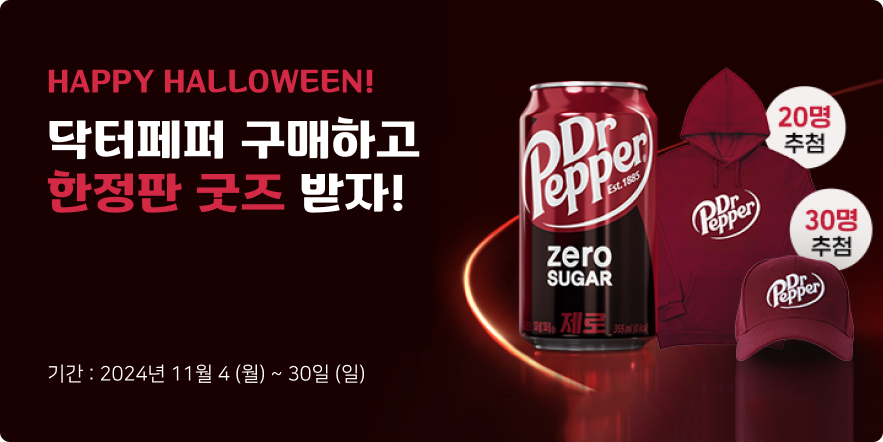 HAPPY HALLOWEEN!
닥터페퍼 구매하고
한정판 굿즈 받자!
기간 : 2024년 11월 4 (월) ~ 30일 (일)
Dr
Pepper
Est.1885
zero
SUGAR
제로
355 ml
Dr
Pepper
20명
추첨
30명
추첨
Dr
Pepper